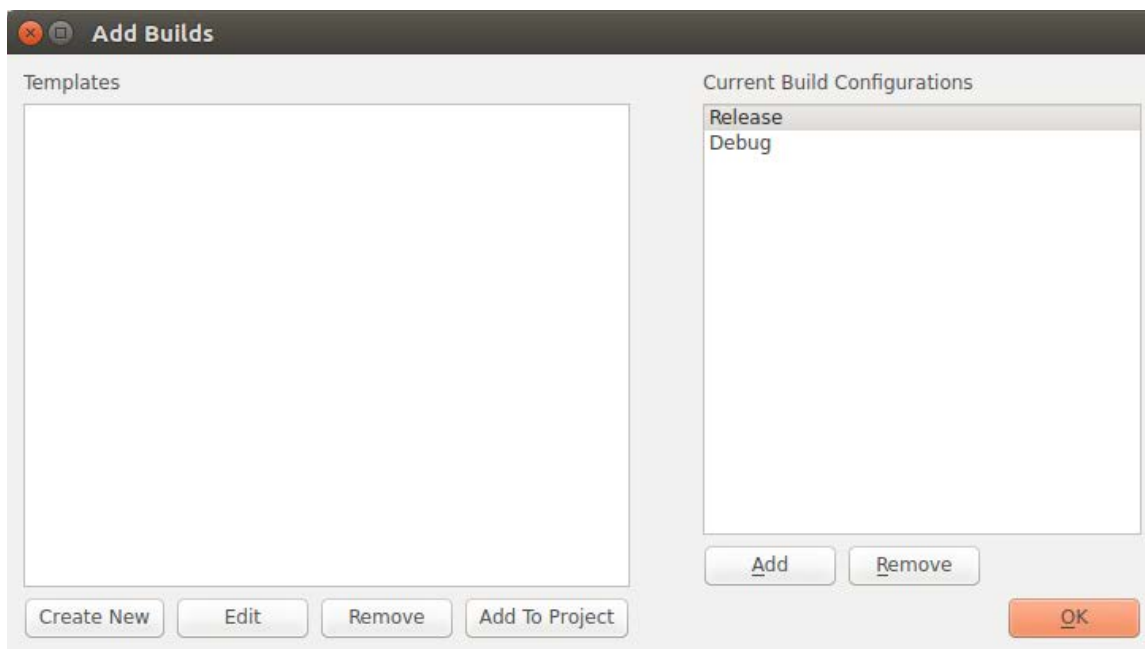 Add Builds
Templates
Current Build Configurations
Release
Debug
Add
Remove
Create New
Edit
Remove
Add To Project
OK